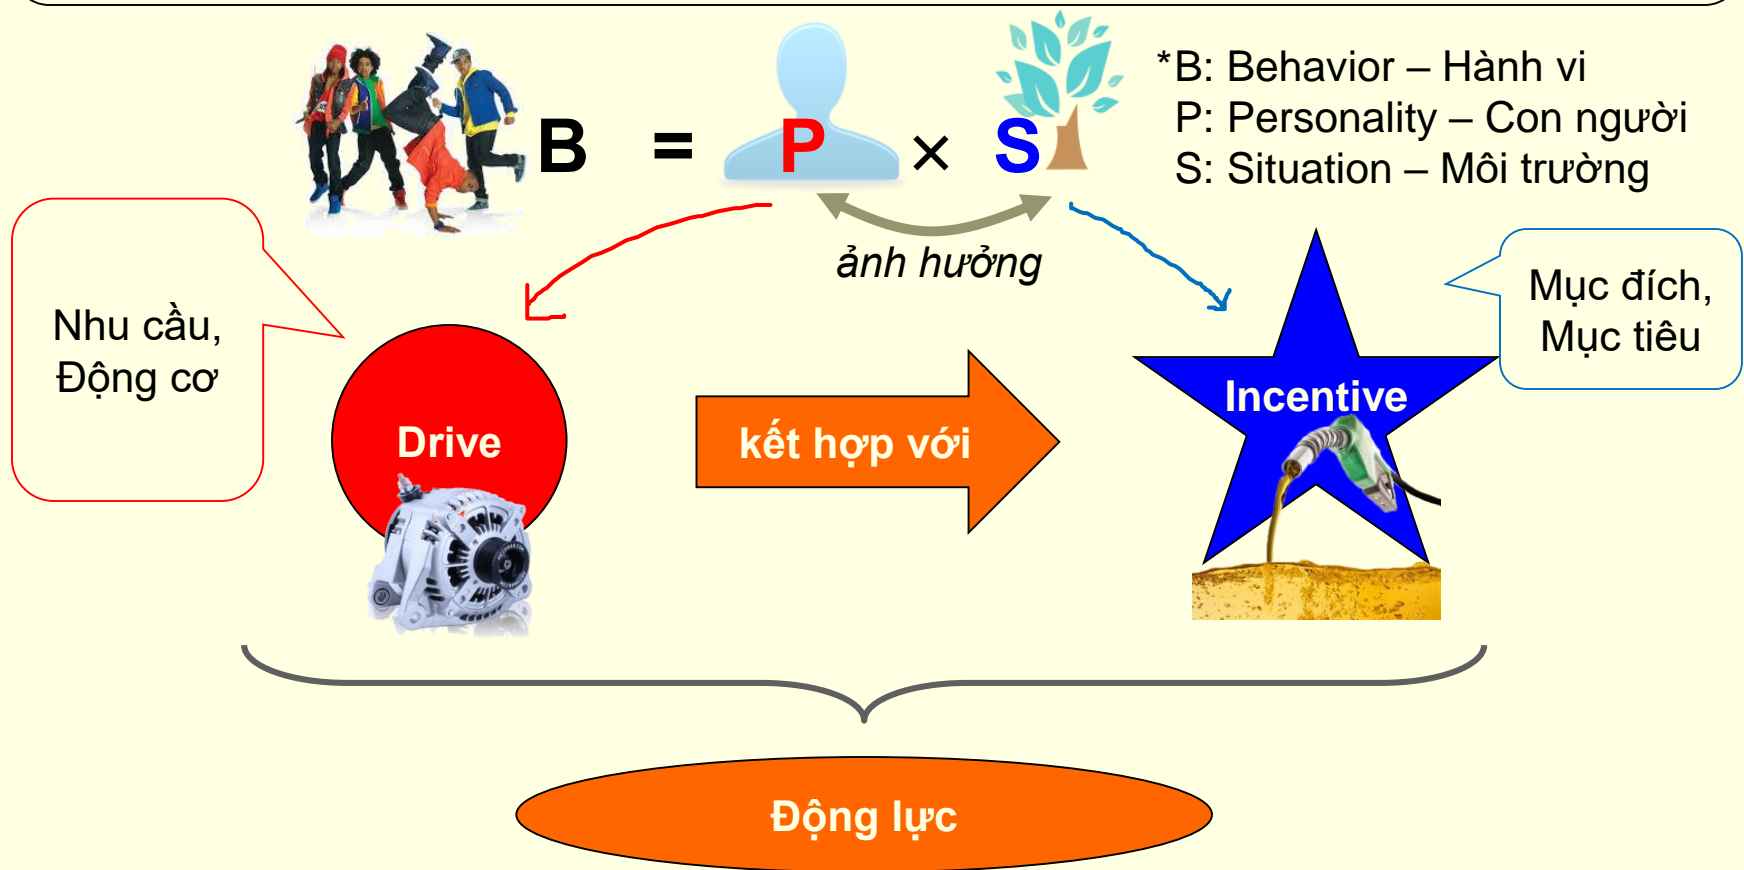 B = P × S
*B: Behavior – Hành vi
P: Personality – Con người
S: Situation – Môi trường
ảnh hưởng
Nhu cầu,
Động cơ
Mục đích,
Mục tiêu
Drive
kết hợp với
Incentive
Động lực